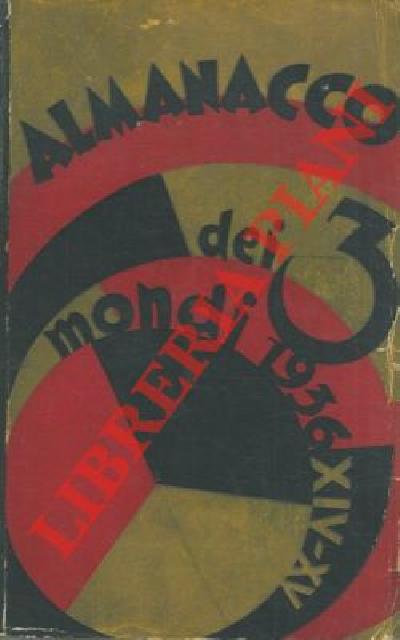 ALMANACCO
dei
3
mondi
1936
XIV-XV
LIBRERIA PIANI